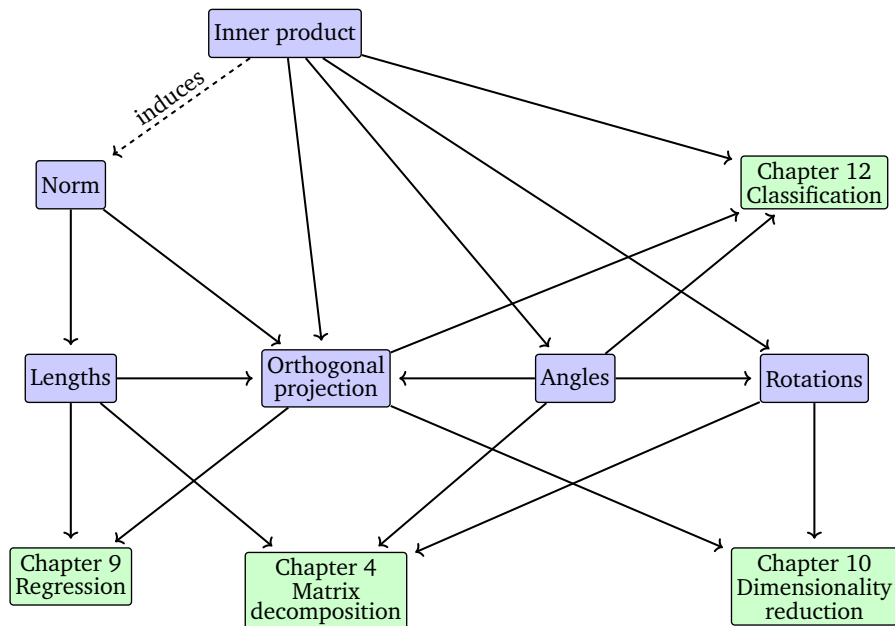 Inner product
induces
Norm
Chapter 12
Classification
Lengths
Orthogonal
projection
Angles
Rotations
Chapter 9
Regression
Chapter 4
Matrix
decomposition
Chapter 10
Dimensionality
reduction